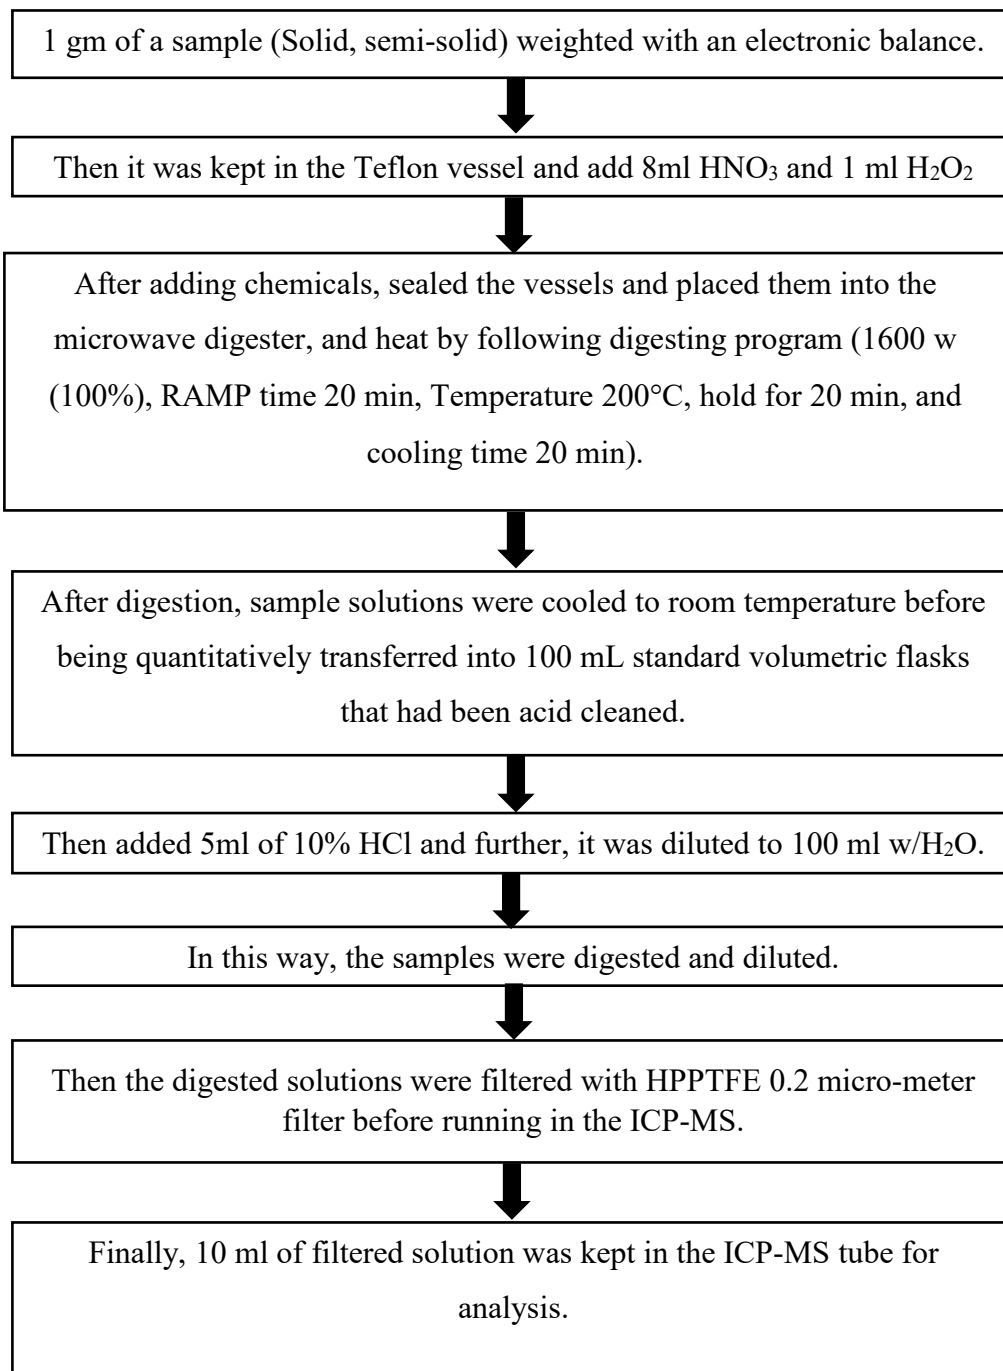 1 gm of a sample (Solid, semi-solid) weighted with an electronic balance.
Then it was kept in the Teflon vessel and add 8ml HNO₃ and 1 ml H₂O₂
After adding chemicals, sealed the vessels and placed them into the
microwave digester, and heat by following digesting program (1600 w
(100%), RAMP time 20 min, Temperature 200°C, hold for 20 min, and
cooling time 20 min).
After digestion, sample solutions were cooled to room temperature before
being quantitatively transferred into 100 mL standard volumetric flasks
that had been acid cleaned.
Then added 5ml of 10% HCl and further, it was diluted to 100 ml w/H₂O.
In this way, the samples were digested and diluted.
Then the digested solutions were filtered with HPPTFE 0.2 micro-meter
filter before running in the ICP-MS.
Finally, 10 ml of filtered solution was kept in the ICP-MS tube for
analysis.